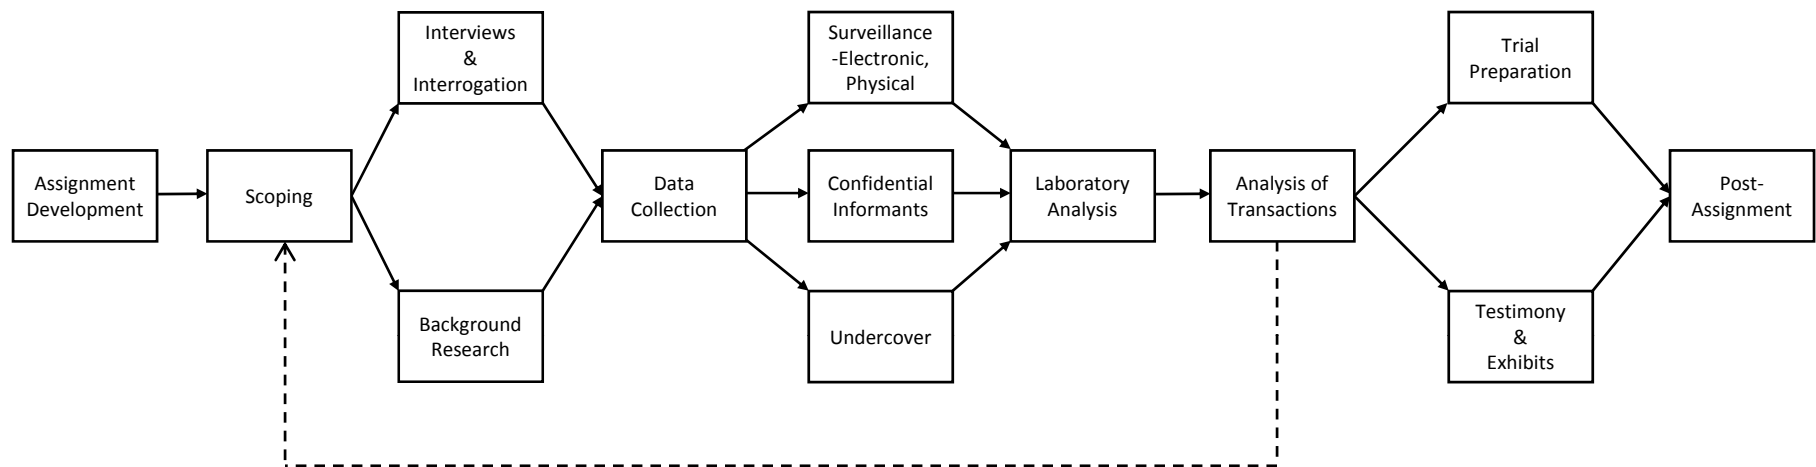 Assignment
Development
Scoping
Interviews
&
Interrogation
Background
Research
Data
Collection
Surveillance
-Electronic,
Physical
Confidential
Informants
Undercover
Laboratory
Analysis
Analysis of
Transactions
Trial
Preparation
Testimony
&
Exhibits
Post-
Assignment